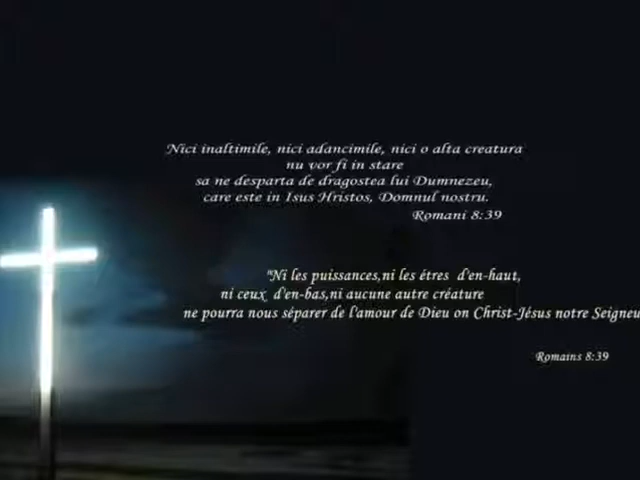 Nici inaltimile, nici adancimile, nici o alta creatura
nu vor fi in stare
sa ne desparta de dragostea lui Dumnezeu,
care este in Isus Hristos, Domnul nostru.
Romani 8:39
"Ni les puissances,ni les étres d'en-haut,
ni ceux d'en-bas,ni aucune autre créature
ne pourra nous séparer de l'amour de Dieu on Christ-Jésus notre Seigneu
Romains 8:39